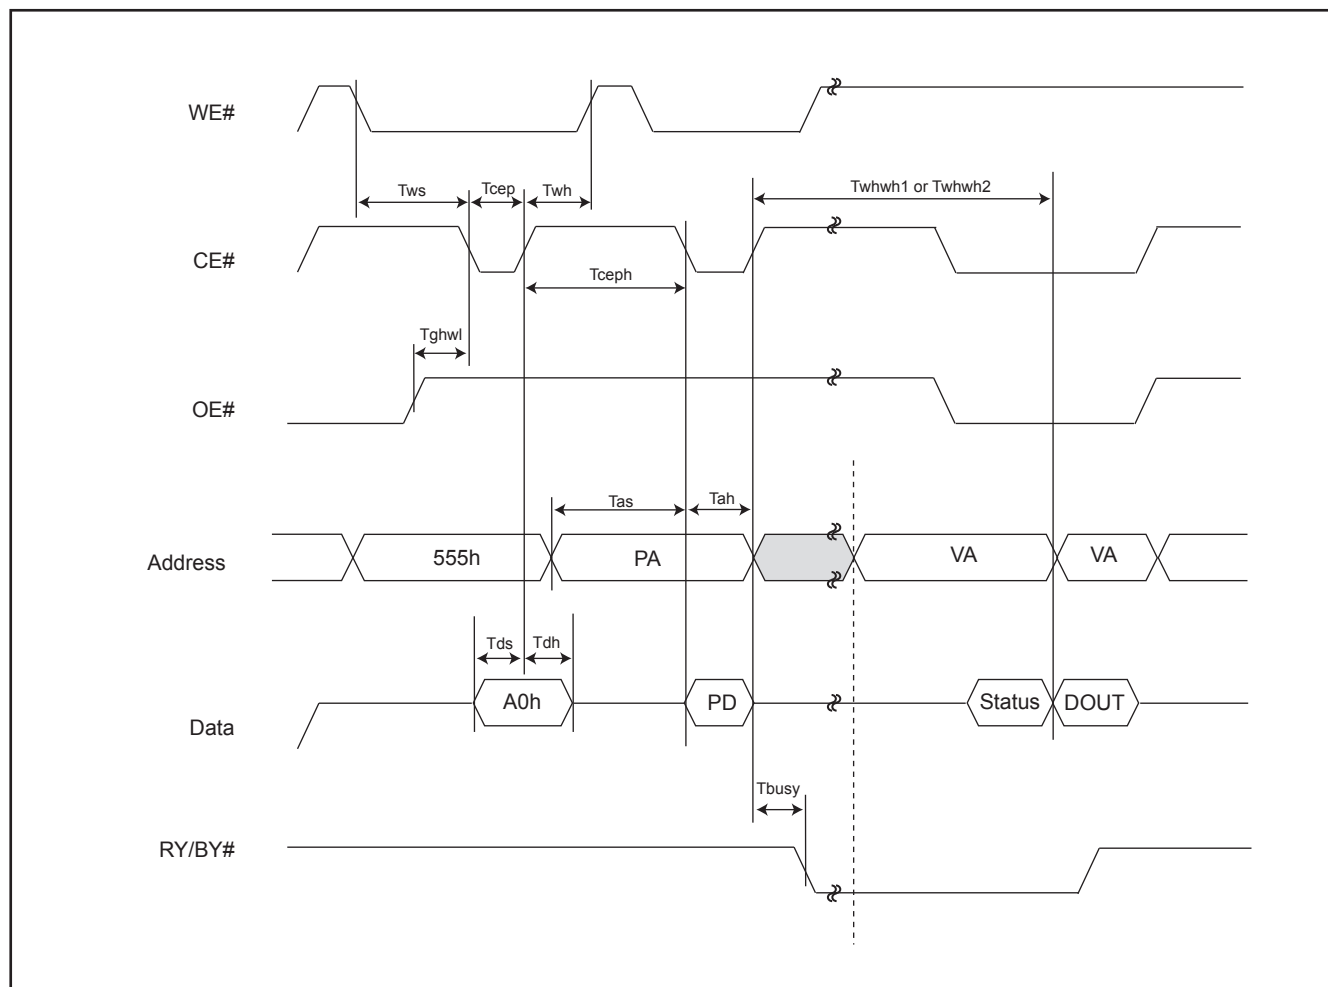 WE#
Tws
Tcep
Twh
Twhwh1 or Twhwh2
CE#
Tceph
Tghwl
OE#
Tas
Tah
Address
555h
PA
VA
VA
Tds
Tdh
Data
A0h
PD
Status
DOUT
Tbusy
RY/BY#